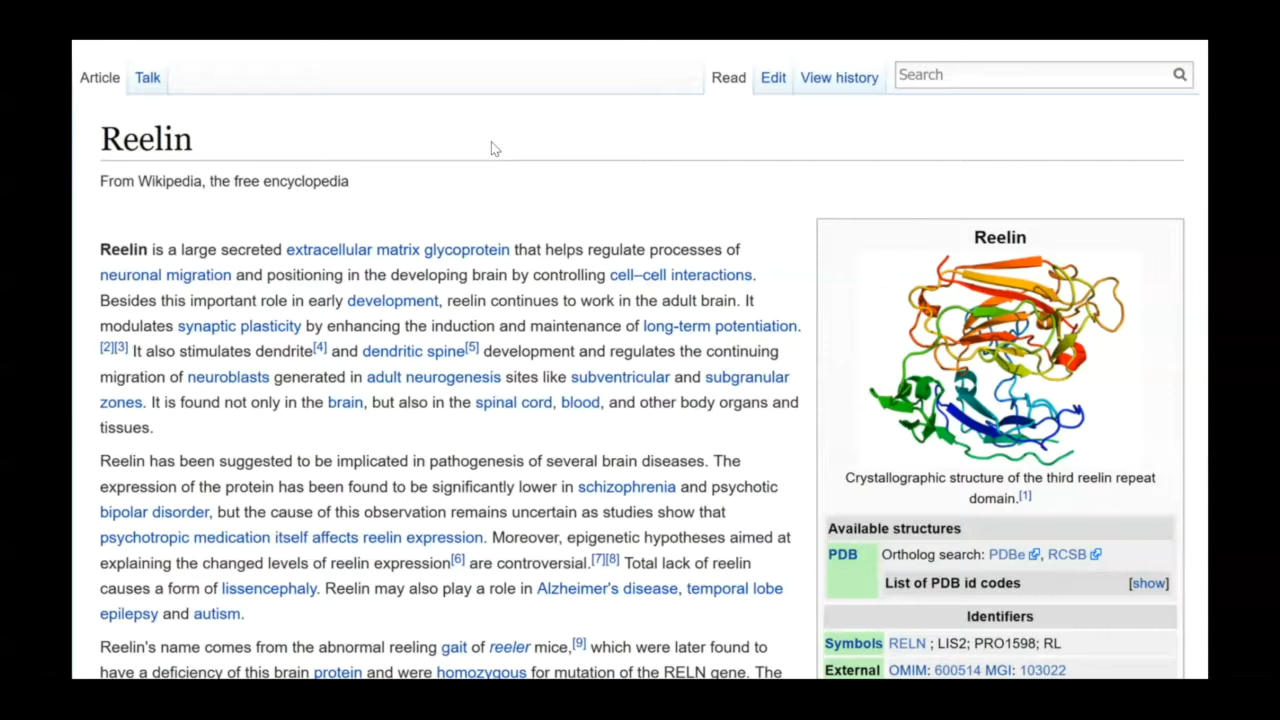 Article Talk Read Edit View history Search
Reelin
From Wikipedia, the free encyclopedia
Reelin is a large secreted extracellular matrix glycoprotein that helps regulate processes of
neuronal migration and positioning in the developing brain by controlling cell–cell interactions.
Besides this important role in early development, reelin continues to work in the adult brain. It
modulates synaptic plasticity by enhancing the induction and maintenance of long-term potentiation.
[2][3] It also stimulates dendrite[4] and dendritic spine[5] development and regulates the continuing
migration of neuroblasts generated in adult neurogenesis sites like subventricular and subgranular
zones. It is found not only in the brain, but also in the spinal cord, blood, and other body organs and
tissues.
Reelin has been suggested to be implicated in pathogenesis of several brain diseases. The
expression of the protein has been found to be significantly lower in schizophrenia and psychotic
bipolar disorder, but the cause of this observation remains uncertain as studies show that
psychotropic medication itself affects reelin expression. Moreover, epigenetic hypotheses aimed at
explaining the changed levels of reelin expression[6] are controversial.[7][8] Total lack of reelin
causes a form of lissencephaly. Reelin may also play a role in Alzheimer's disease, temporal lobe
epilepsy and autism.
Reelin's name comes from the abnormal reeling gait of reeler mice,[9] which were later found to
have a deficiency of this brain protein and were homozygous for mutation of the RELN gene. The
Reelin
Crystallographic structure of the third reelin repeat
domain.[1]
Available structures
PDB Ortholog search: PDBe, RCSB
List of PDB id codes [show]
Identifiers
Symbols RELN ; LIS2; PRO1598; RL
External OMIM: 600514 MGI: 103022